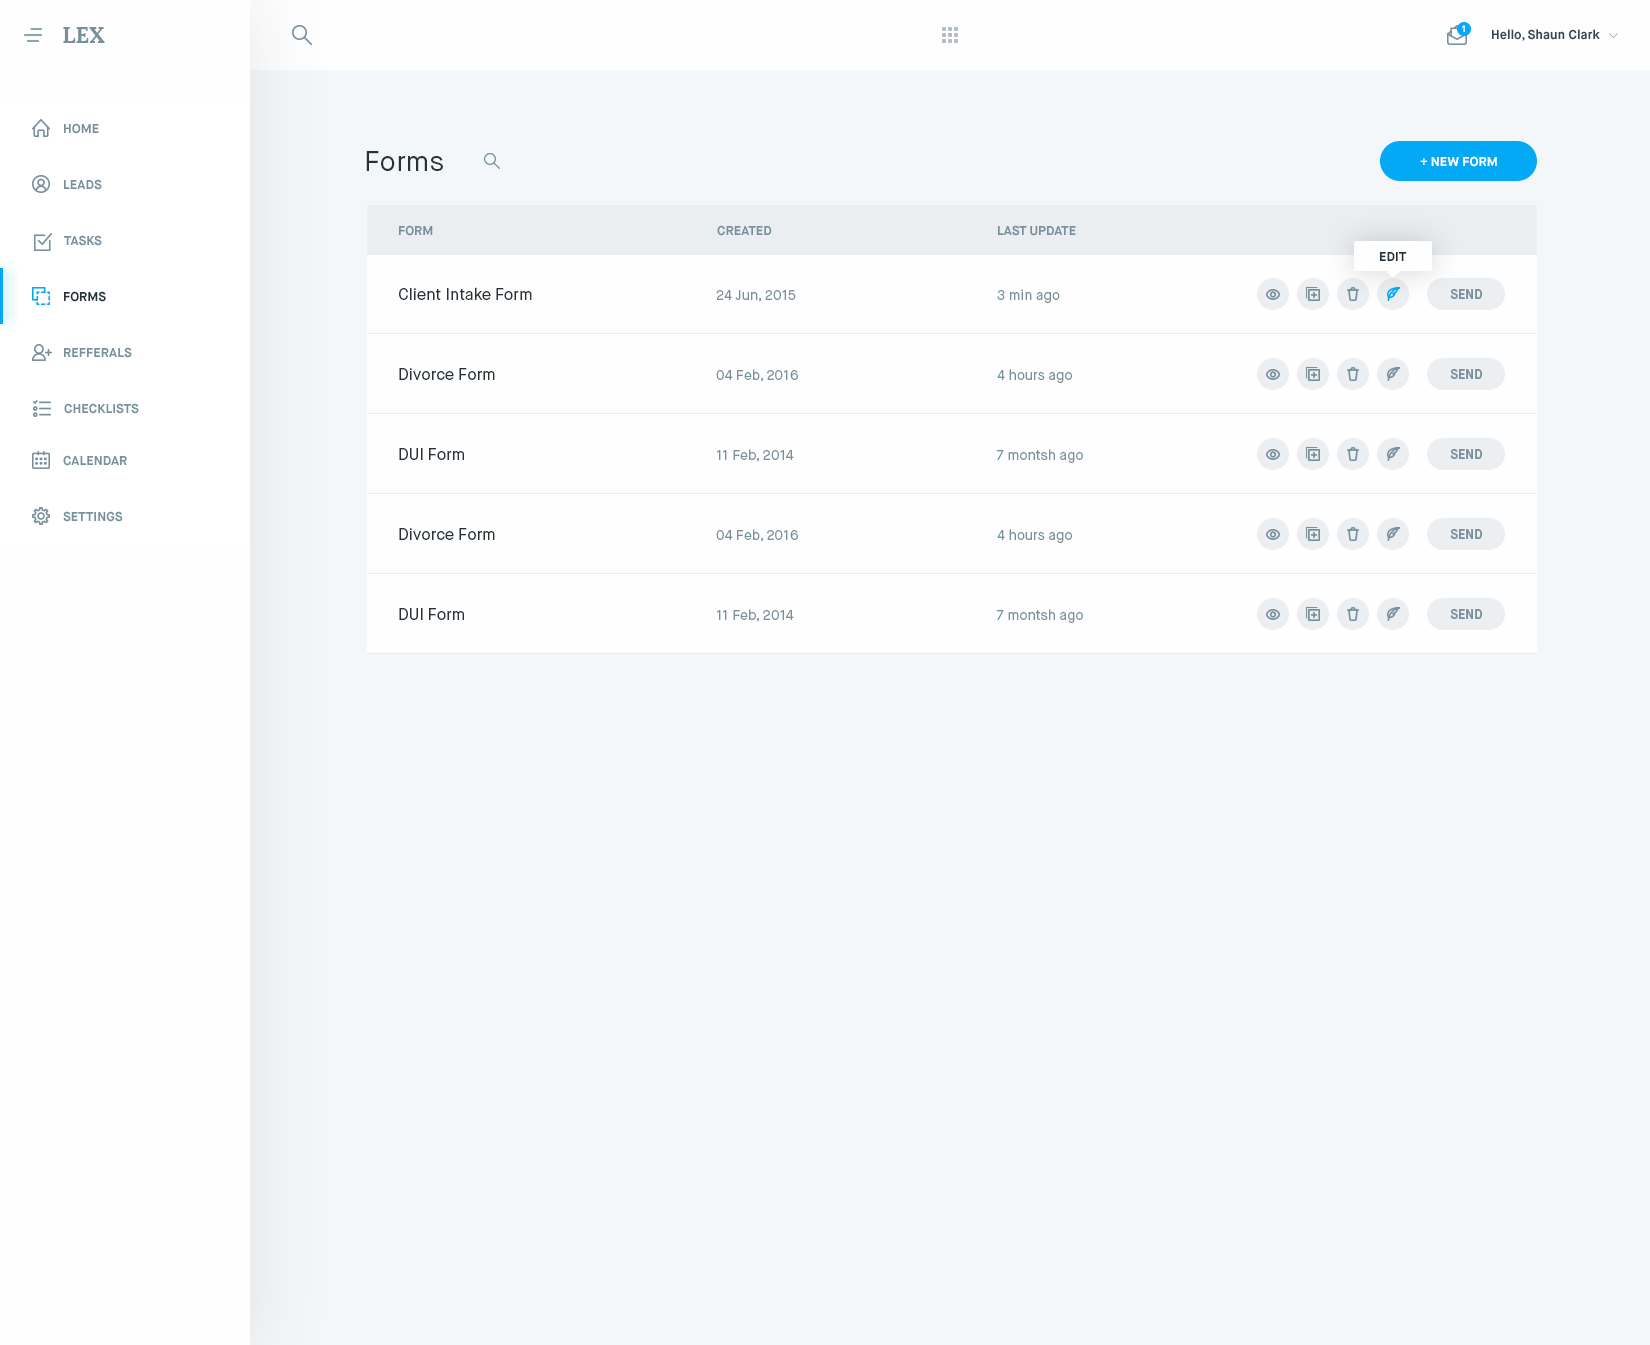 LEX
1
Hello, Shaun Clark
HOME
LEADS
TASKS
FORMS
REFFERALS
CHECKLISTS
CALENDAR
SETTINGS
Forms
+ NEW FORM
FORM CREATED LAST UPDATE
EDIT
Client Intake Form 24 Jun, 2015 3 min ago SEND
Divorce Form 04 Feb, 2016 4 hours ago SEND
DUI Form 11 Feb, 2014 7 montsh ago SEND
Divorce Form 04 Feb, 2016 4 hours ago SEND
DUI Form 11 Feb, 2014 7 montsh ago SEND